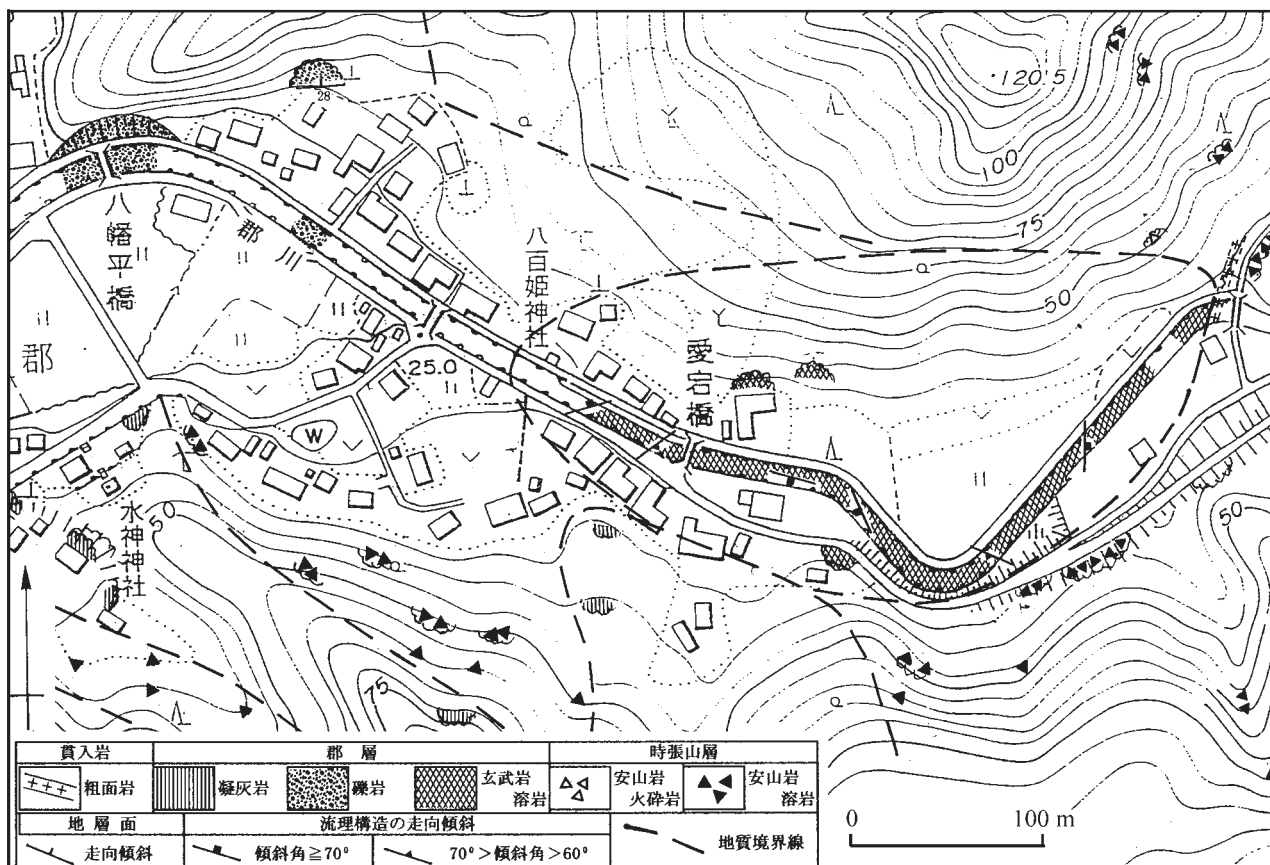 120.5
100
75
50
28
八幡平橋
郡川
八百姫神社
愛宕橋
郡
25.0
W
水神神社
50
75
50
貫入岩
郡層
時張山層
粗面岩
凝灰岩
礫岩
玄武岩溶岩
安山岩火砕岩
安山岩溶岩
地層面
流理構造の走向傾斜
走向傾斜
傾斜角≧70°
70°>傾斜角>60°
地質境界線
0 100 m